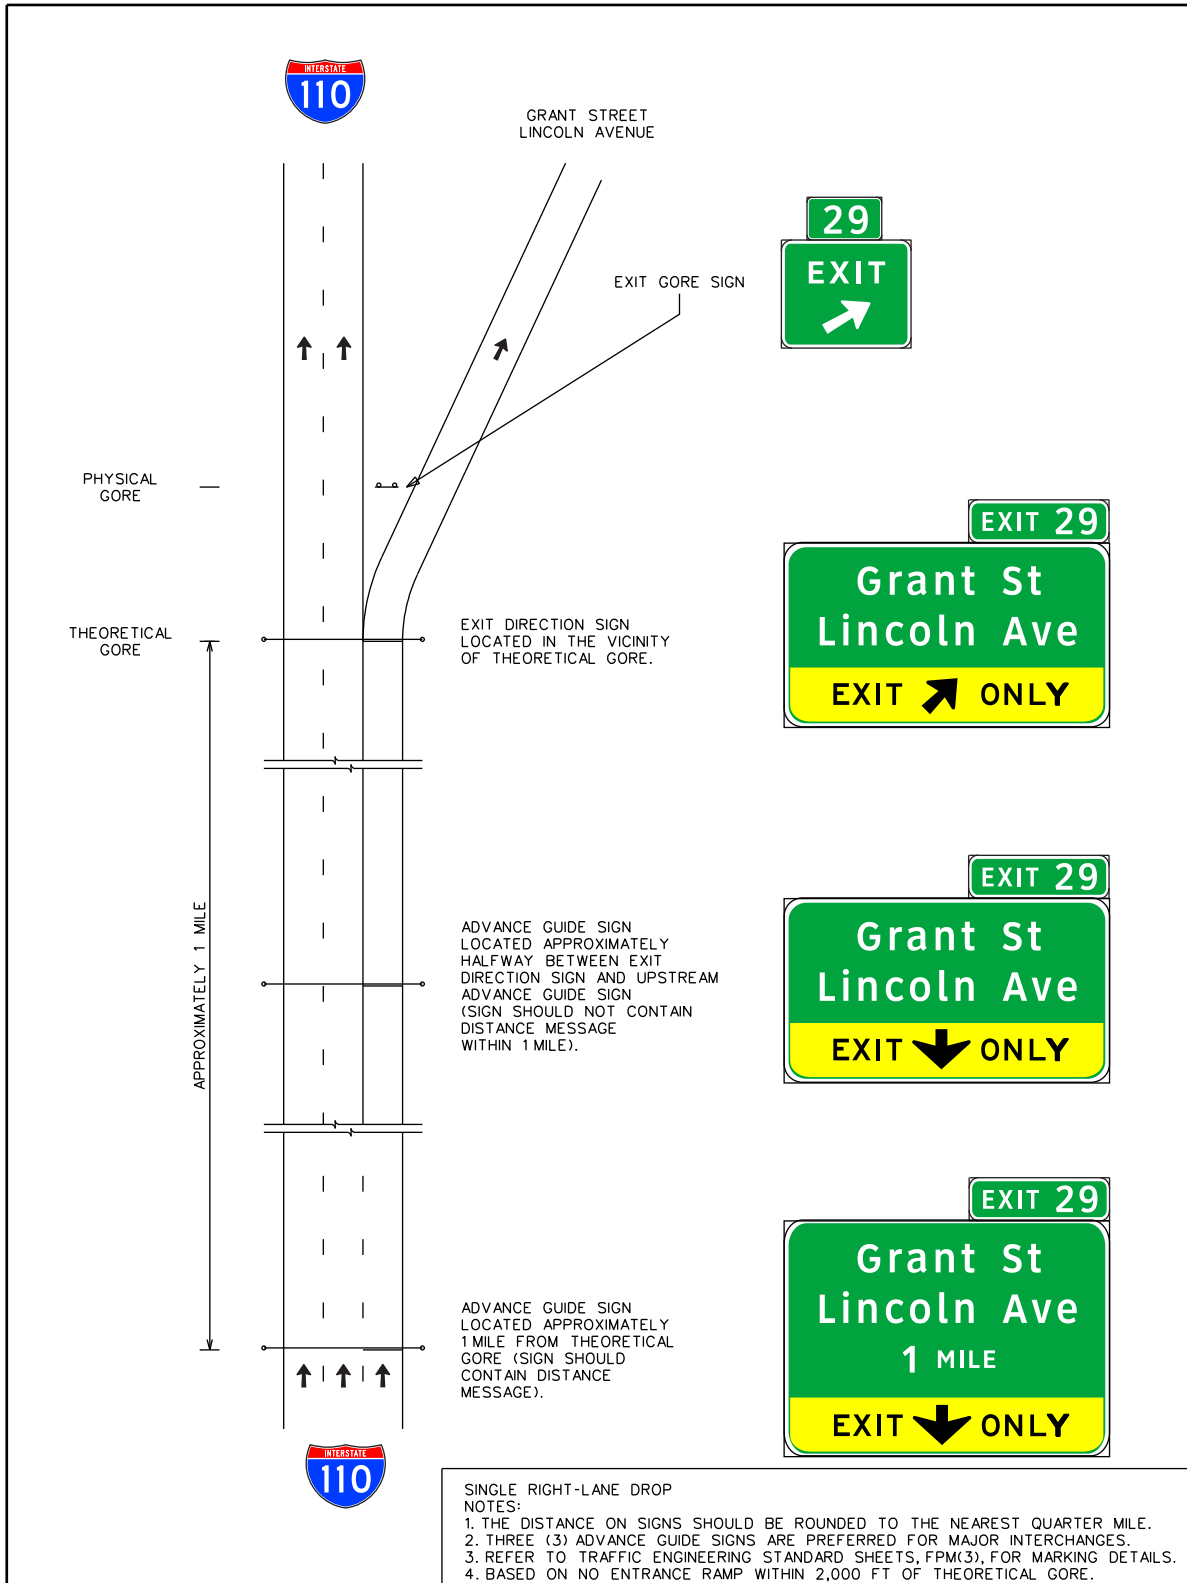 INTERSTATE
110
GRANT STREET
LINCOLN AVENUE
29
EXIT
EXIT GORE SIGN
PHYSICAL
GORE
EXIT 29
Grant St
Lincoln Ave
EXIT ONLY
THEORETICAL
GORE
EXIT DIRECTION SIGN
LOCATED IN THE VICINITY
OF THEORETICAL GORE.
APPROXIMATELY 1 MILE
ADVANCE GUIDE SIGN
LOCATED APPROXIMATELY
HALFWAY BETWEEN EXIT
DIRECTION SIGN AND UPSTREAM
ADVANCE GUIDE SIGN
(SIGN SHOULD NOT CONTAIN
DISTANCE MESSAGE
WITHIN 1 MILE).
EXIT 29
Grant St
Lincoln Ave
EXIT ONLY
ADVANCE GUIDE SIGN
LOCATED APPROXIMATELY
1 MILE FROM THEORETICAL
GORE (SIGN SHOULD
CONTAIN DISTANCE
MESSAGE).
EXIT 29
Grant St
Lincoln Ave
1 MILE
EXIT ONLY
INTERSTATE
110
SINGLE RIGHT-LANE DROP
NOTES:
1. THE DISTANCE ON SIGNS SHOULD BE ROUNDED TO THE NEAREST QUARTER MILE.
2. THREE (3) ADVANCE GUIDE SIGNS ARE PREFERRED FOR MAJOR INTERCHANGES.
3. REFER TO TRAFFIC ENGINEERING STANDARD SHEETS, FPM(3), FOR MARKING DETAILS.
4. BASED ON NO ENTRANCE RAMP WITHIN 2,000 FT OF THEORETICAL GORE.